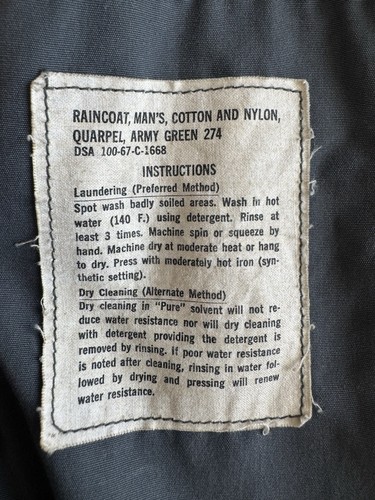 RAINCOAT, MAN'S, COTTON AND NYLON,
QUARPEL, ARMY GREEN 274
DSA 100-67-C-1668
INSTRUCTIONS
Laundering (Preferred Method)
Spot wash badly soiled areas. Wash in hot
water (140 F.) using detergent. Rinse at
least 3 times. Machine spin or squeeze by
hand. Machine dry at moderate heat or hang
to dry. Press with moderately hot iron (syn-
thetic setting).
Dry Cleaning (Alternate Method)
Dry cleaning in "Pure" solvent will not re-
duce water resistance nor will dry cleaning
with detergent providing the detergent is
removed by rinsing. If poor water resistance
is noted after cleaning, rinsing in water fol-
lowed by drying and pressing will renew
water resistance.